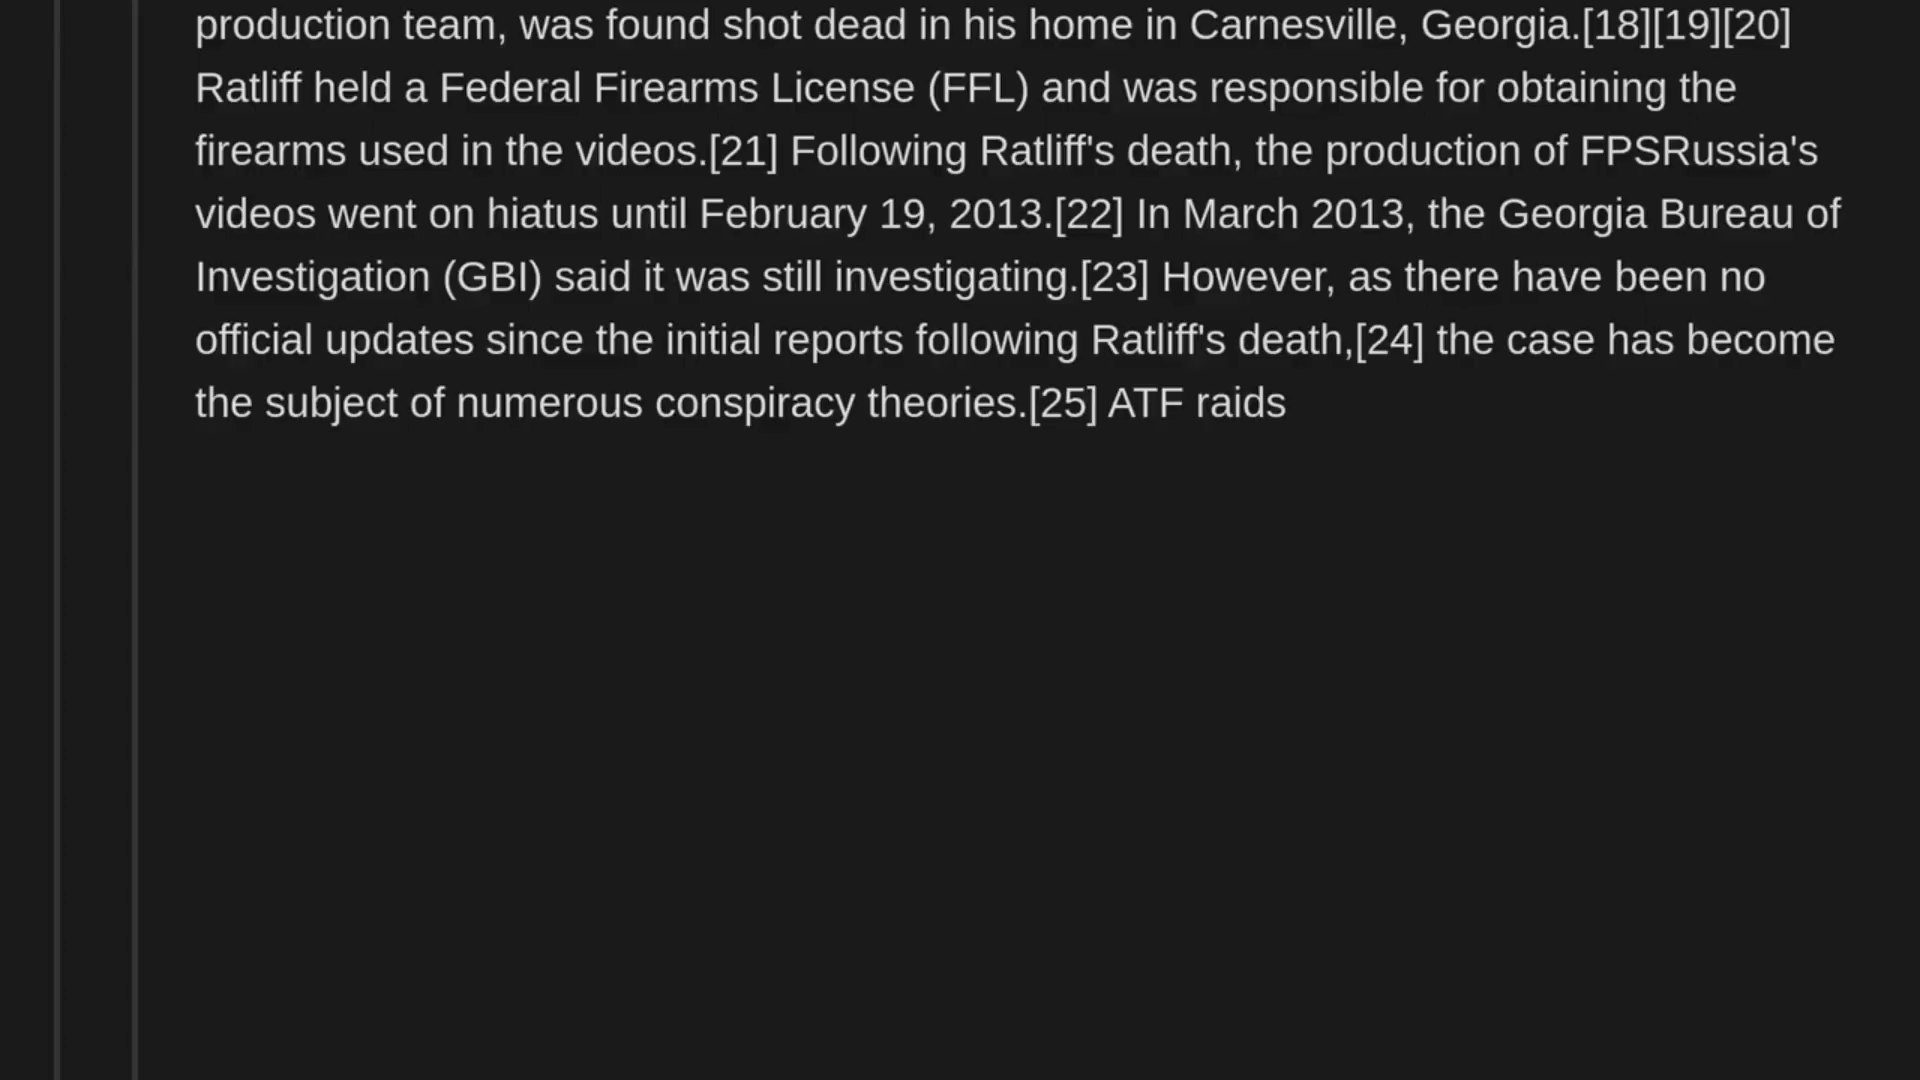 production team, was found shot dead in his home in Carnesville, Georgia.[18][19][20]
Ratliff held a Federal Firearms License (FFL) and was responsible for obtaining the
firearms used in the videos.[21] Following Ratliff's death, the production of FPSRussia's
videos went on hiatus until February 19, 2013.[22] In March 2013, the Georgia Bureau of
Investigation (GBI) said it was still investigating.[23] However, as there have been no
official updates since the initial reports following Ratliff's death,[24] the case has become
the subject of numerous conspiracy theories.[25] ATF raids